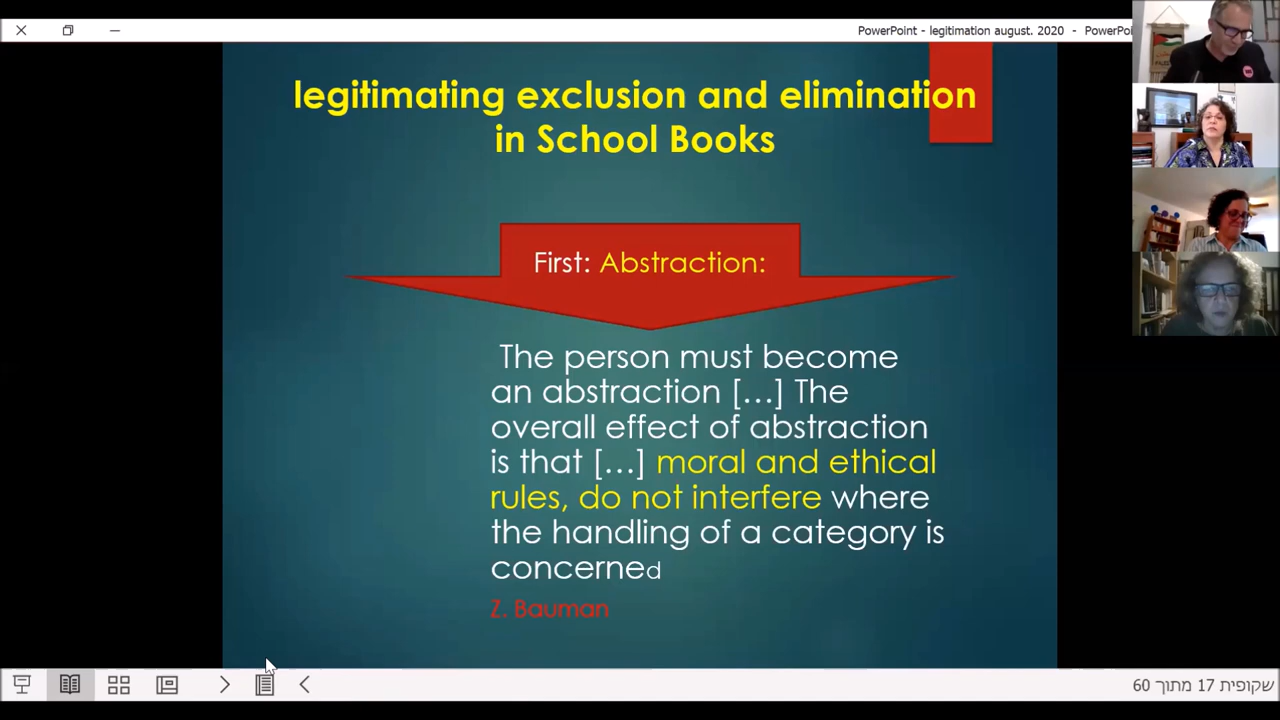 PowerPoint - legitimation august. 2020 - PowerPoi
legitimating exclusion and elimination
in School Books
First: Abstraction:
The person must become
an abstraction […] The
overall effect of abstraction
is that […] moral and ethical
rules, do not interfere where
the handling of a category is
concerned
Z. Bauman
שקופית 17 מתוך 60